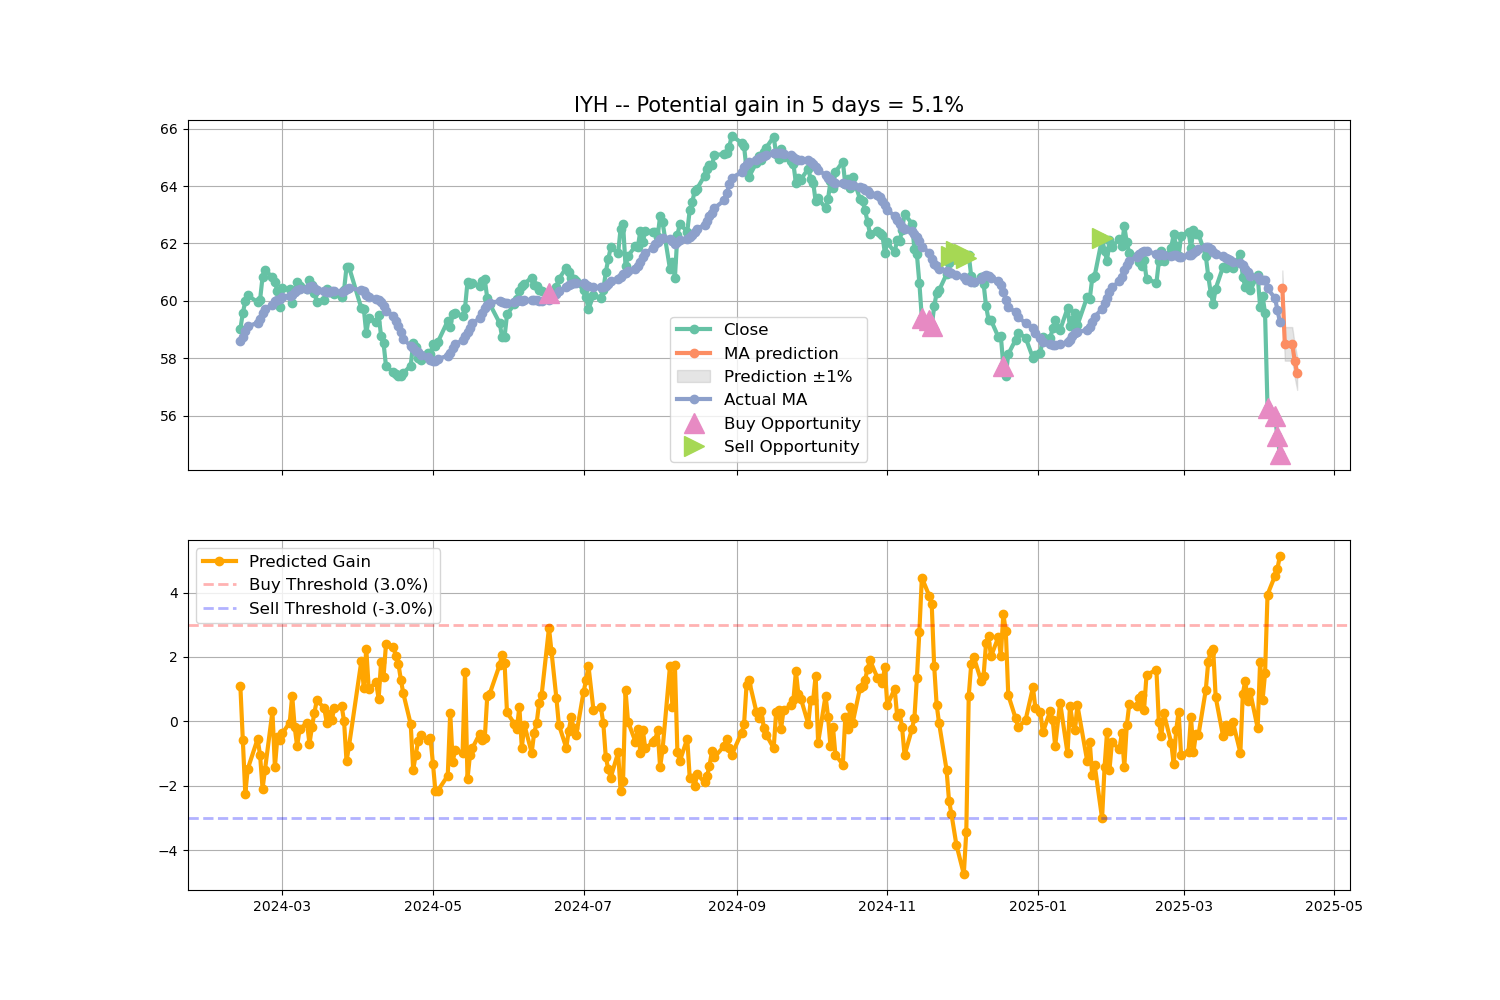 IYH -- Potential gain in 5 days = 5.1%
66
64
62
60
58
56
Close
MA prediction
Prediction ±1%
Actual MA
Buy Opportunity
Sell Opportunity
Predicted Gain
Buy Threshold (3.0%)
Sell Threshold (-3.0%)
4
2
0
−2
−4
2024-03 2024-05 2024-07 2024-09 2024-11 2025-01 2025-03 2025-05